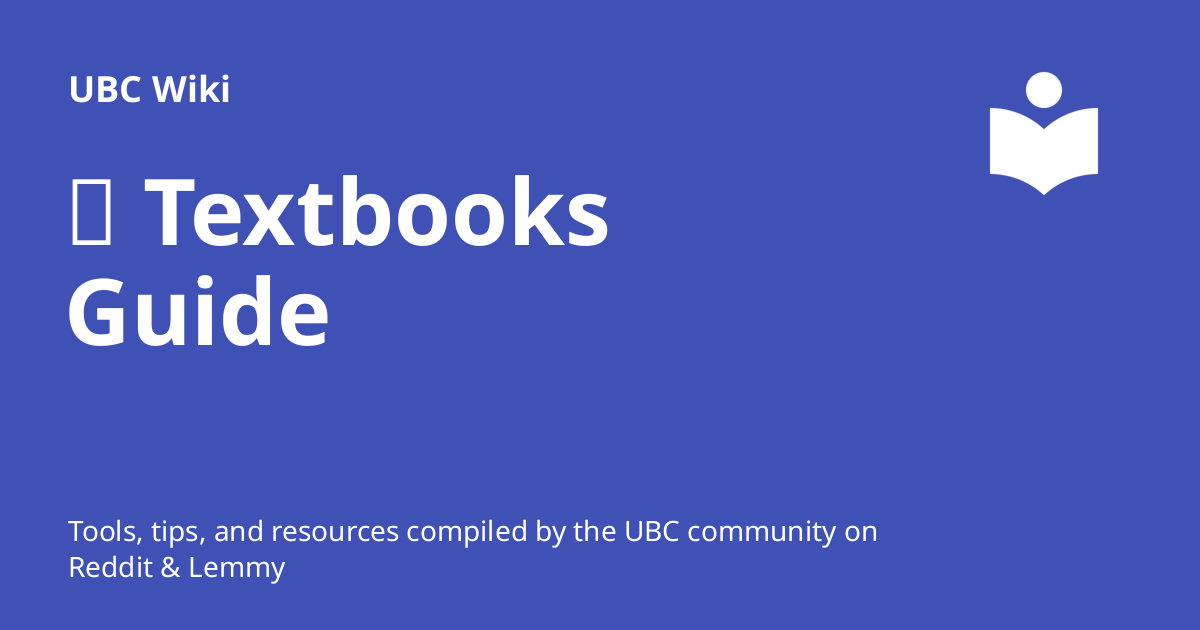 UBC Wiki
Textbooks
Guide
Tools, tips, and resources compiled by the UBC community on
Reddit & Lemmy